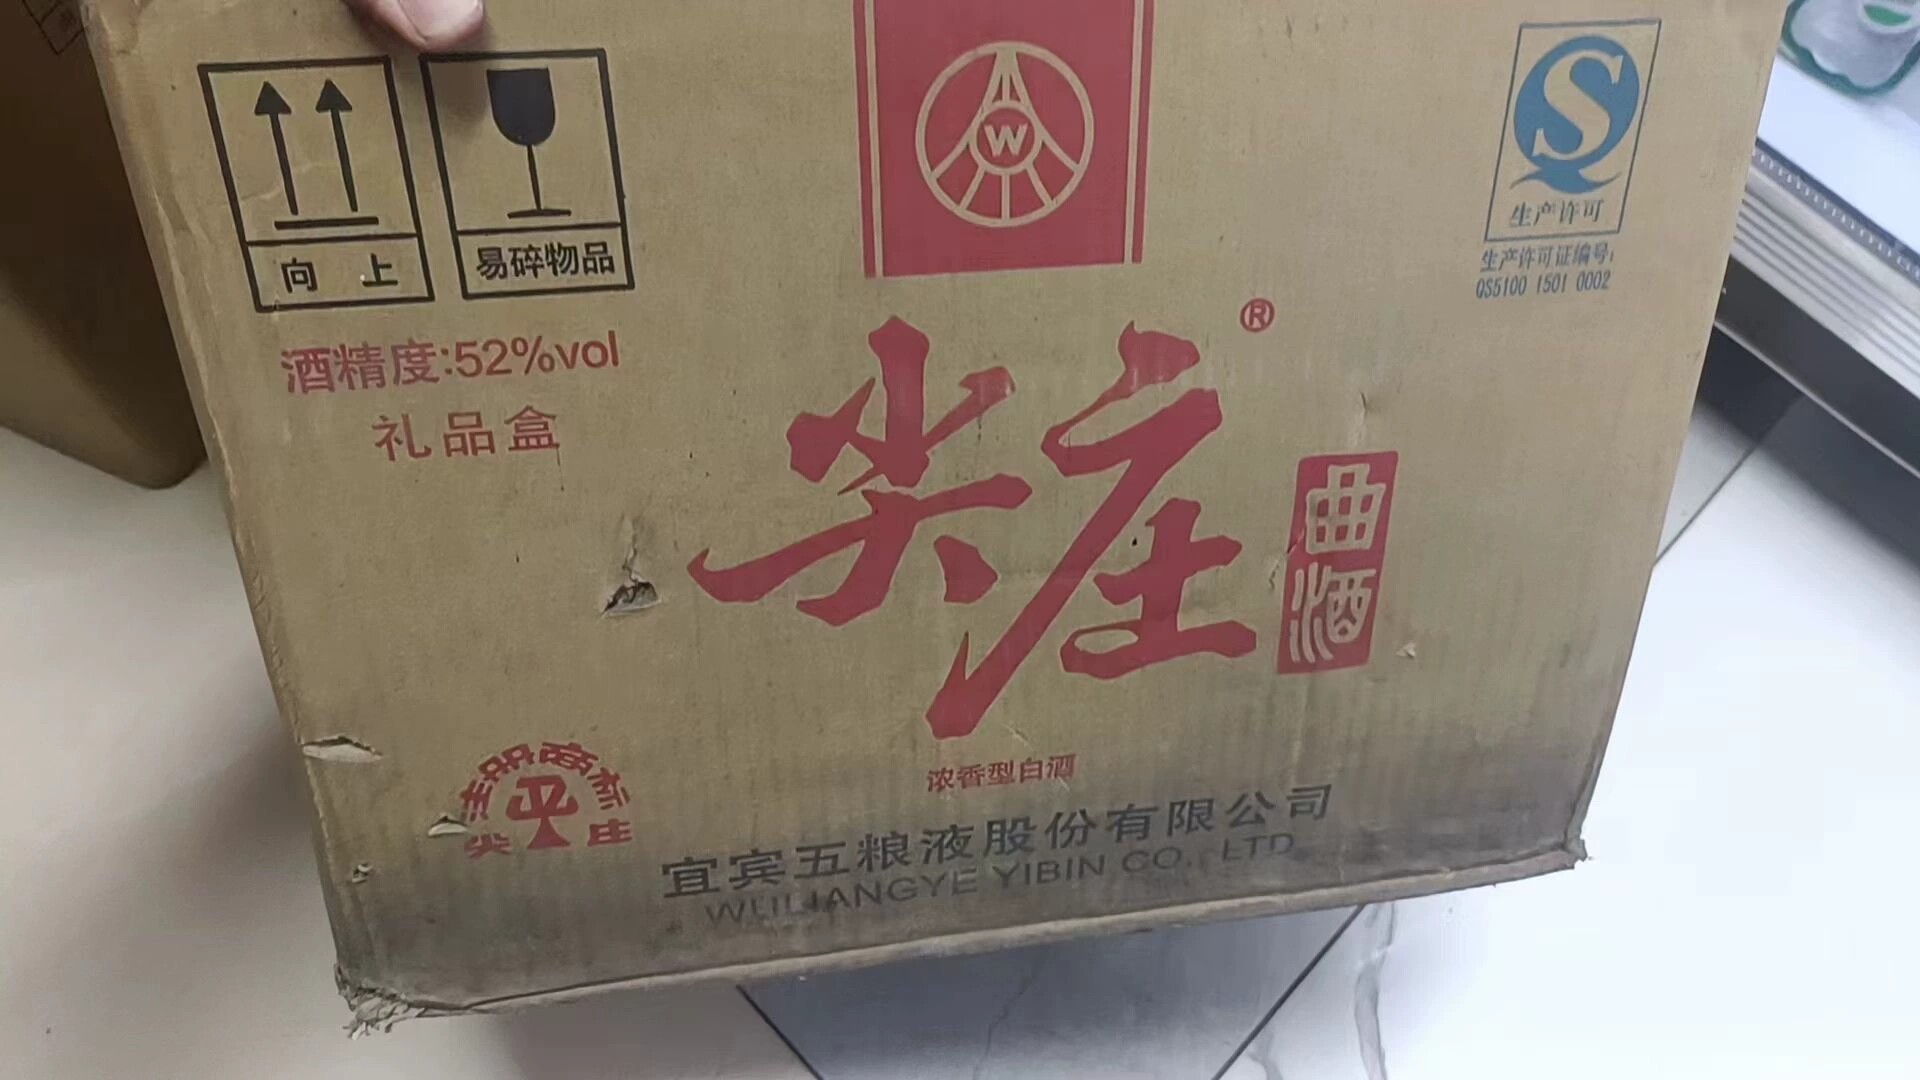 向 上
易碎物品
酒精度:52%vol
礼品盒
W
S
生产许可
生产许可证编号:
QS5100 1501 0002
尖庄®
曲酒
注册商标
尖庄
浓香型白酒
宜宾五粮液股份有限公司
WULIANGYE YIBIN CO., LTD